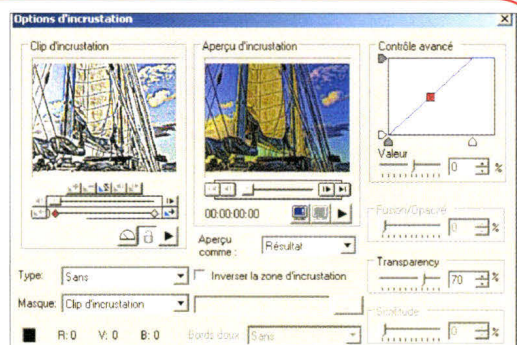 Options d'incrustation
Clip d'incrustation
Aperçu d'incrustation
Contrôle avancé
Valeur
0 %
00:00:00:00
Fusion/Opacité
0 %
Aperçu comme :
Résultat
Type: Sans
Inverser la zone d'incrustation
Transparency
70 %
Masque: Clip d'incrustation
Similitude
0 %
R: 0 V: 0 B: 0
Bords doux Sans